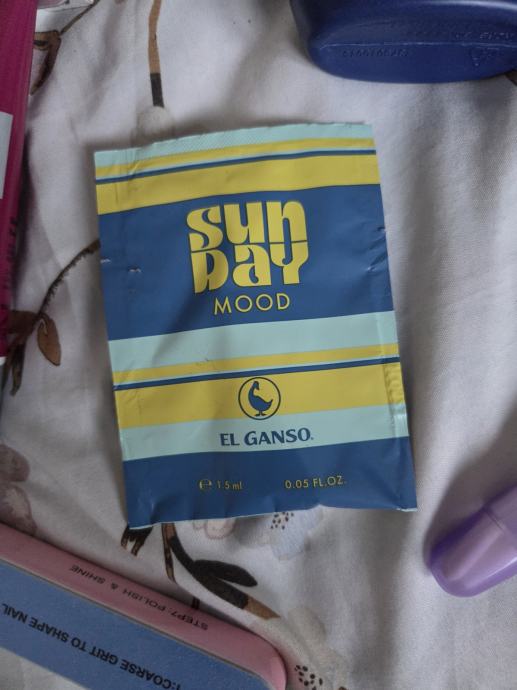 sun
DaY
MOOD
EL GANSO.
℮ 1.5 ml 0.05 FL.OZ.
STEP7: POLISH & SHINE
1:COARSE GRIT TO SHAPE NAIL